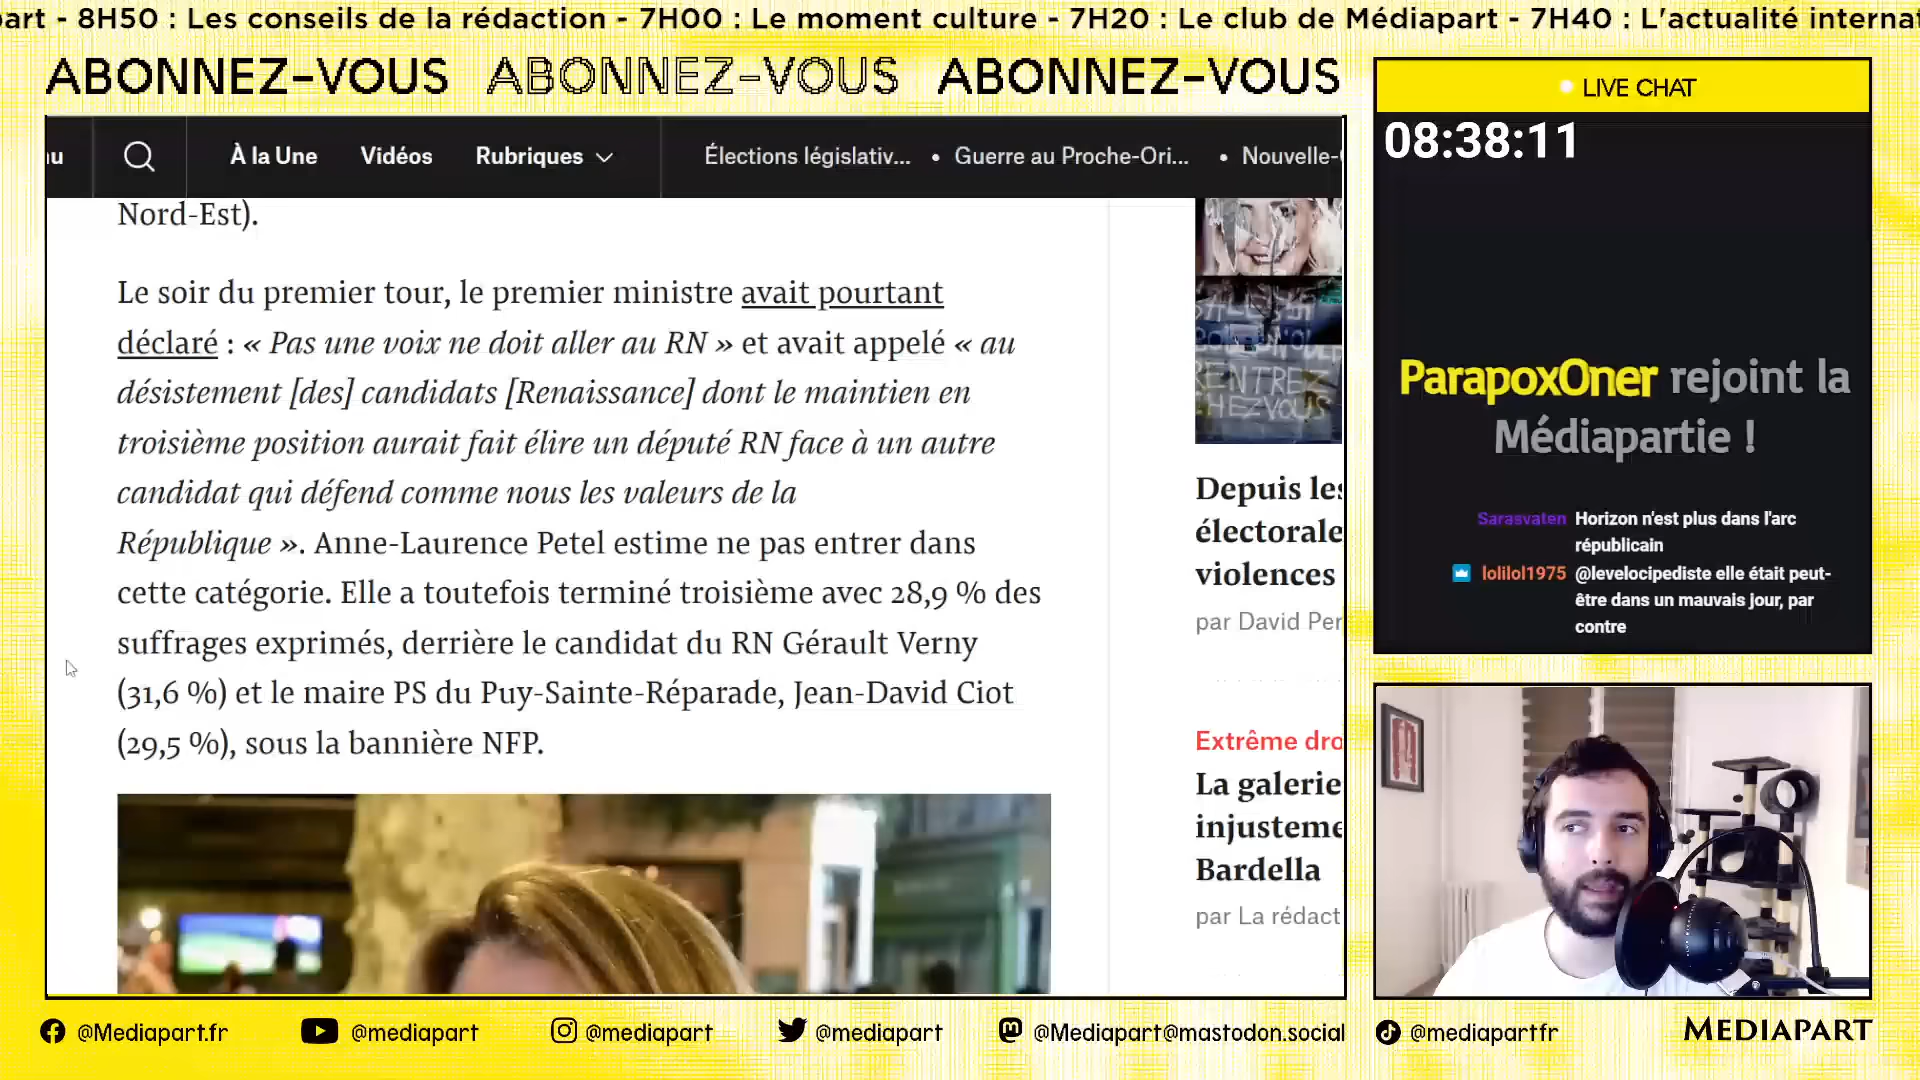 part - 8H50 : Les conseils de la rédaction - 7H00 : Le moment culture - 7H20 : Le club de Médiapart - 7H40 : L'actualité internat
ABONNEZ-VOUS ABONNEZ-VOUS ABONNEZ-VOUS
À la Une Vidéos Rubriques Élections législativ... • Guerre au Proche-Ori... • Nouvelle-
Nord-Est).
Le soir du premier tour, le premier ministre avait pourtant
déclaré : « Pas une voix ne doit aller au RN » et avait appelé « au
désistement [des] candidats [Renaissance] dont le maintien en
troisième position aurait fait élire un député RN face à un autre
candidat qui défend comme nous les valeurs de la
République ». Anne-Laurence Petel estime ne pas entrer dans
cette catégorie. Elle a toutefois terminé troisième avec 28,9 % des
suffrages exprimés, derrière le candidat du RN Gérault Verny
(31,6 %) et le maire PS du Puy-Sainte-Réparade, Jean-David Ciot
(29,5 %), sous la bannière NFP.
RENTREZ
CHEZ VOUS
Depuis les
électorale
violences
par David Per
Extrême dro
La galerie
injusteme
Bardella
par La rédact
LIVE CHAT
08:38:11
ParapoxOner rejoint la
Médiapartie !
Sarasvaten Horizon n'est plus dans l'arc
républicain
lolilol1975 @levelocipediste elle était peut-
être dans un mauvais jour, par
contre
@Mediapart.fr @mediapart @mediapart @mediapart @Mediapart@mastodon.social @mediapartfr MEDIAPART